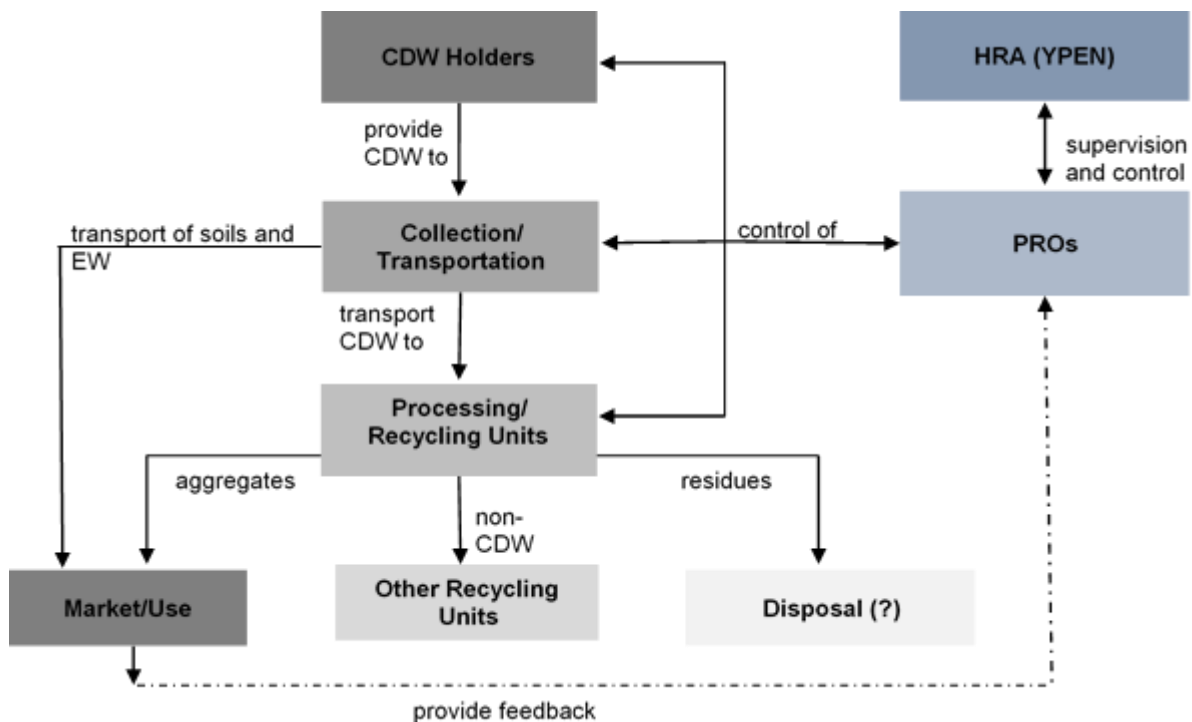 CDW Holders
HRA (YPEN)
provide
CDW to
supervision
and control
transport of soils and
EW
Collection/
Transportation
control of
PROs
transport
CDW to
Processing/
Recycling Units
aggregates
residues
non-
CDW
Market/Use
Other Recycling
Units
Disposal (?)
provide feedback